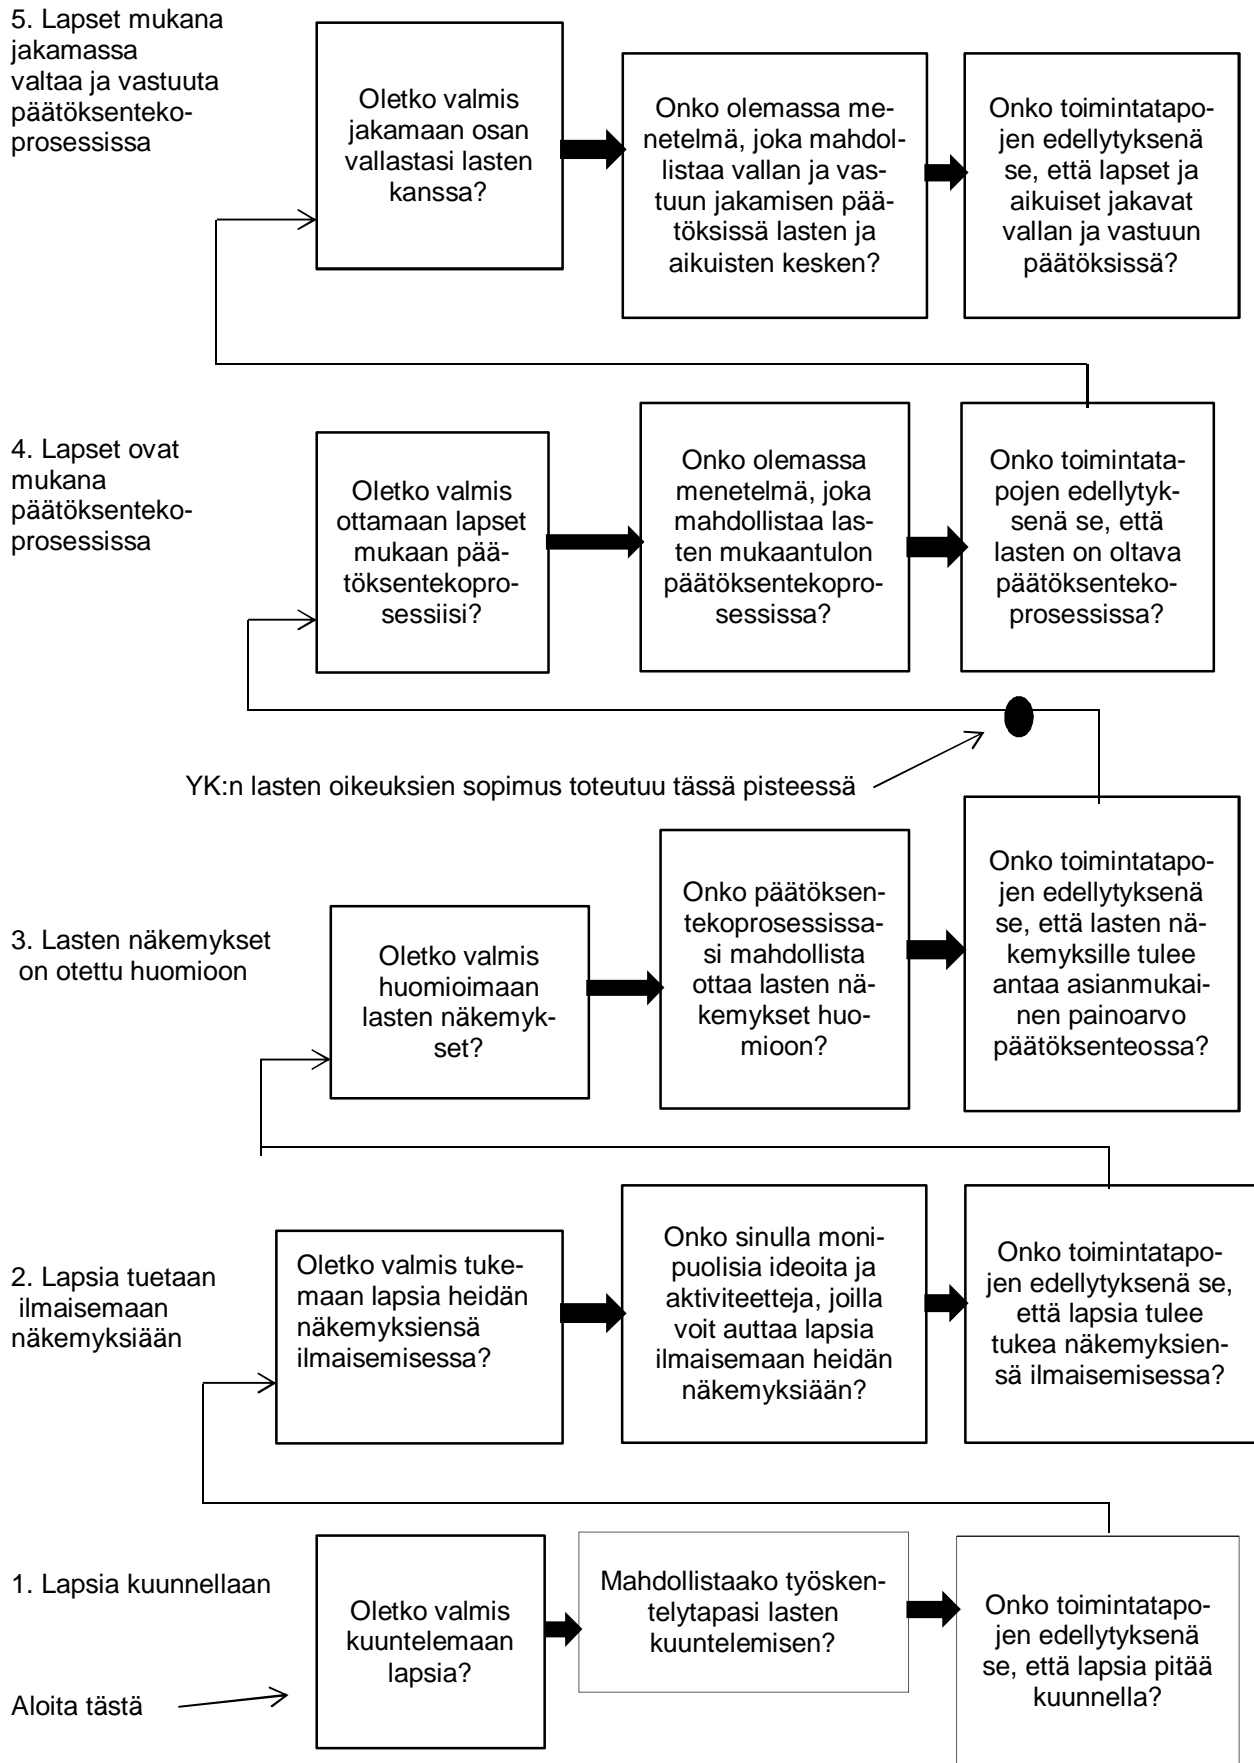 5. Lapset mukana
jakamassa
valtaa ja vastuuta
päätöksenteko-
prosessissa
Oletko valmis
jakamaan osan
vallastasi lasten
kanssa?
Onko olemassa me-
netelmä, joka mahdol-
listaa vallan ja vas-
tuun jakamisen pää-
töksissä lasten ja
aikuisten kesken?
Onko toimintatapo-
jen edellytyksenä
se, että lapset ja
aikuiset jakavat
vallan ja vastuun
päätöksissä?
4. Lapset ovat
mukana
päätöksenteko-
prosessissa
Oletko valmis
ottamaan lapset
mukaan pää-
töksentekopro-
sessiisi?
Onko olemassa
menetelmä, joka
mahdollistaa las-
ten mukaantulon
päätöksentekopro-
sessissa?
Onko toimintata-
pojen edellytyk-
senä se, että
lasten on oltava
päätöksenteko-
prosessissa?
YK:n lasten oikeuksien sopimus toteutuu tässä pisteessä
3. Lasten näkemykset
on otettu huomioon
Oletko valmis
huomioimaan
lasten näkemyk-
set?
Onko päätöksen-
tekoprosessissa-
si mahdollista
ottaa lasten nä-
kemykset huo-
mioon?
Onko toimintatapo-
jen edellytyksenä
se, että lasten nä-
kemyksille tulee
antaa asianmukai-
nen painoarvo
päätöksenteossa?
2. Lapsia tuetaan
ilmaisemaan
näkemyksiään
Oletko valmis tuke-
maan lapsia heidän
näkemyksiensä
ilmaisemisessa?
Onko sinulla moni-
puolisia ideoita ja
aktiviteetteja, joilla
voit auttaa lapsia
ilmaisemaan heidän
näkemyksiään?
Onko toimintatapo-
jen edellytyksenä se,
että lapsia tulee
tukea näkemyksien-
sä ilmaisemisessa?
1. Lapsia kuunnellaan
Oletko valmis
kuuntelemaan
lapsia?
Mahdollistaako työsken-
telytapasi lasten
kuuntelemisen?
Onko toimintatapo-
jen edellytyksenä
se, että lapsia pitää
kuunnella?
Aloita tästä